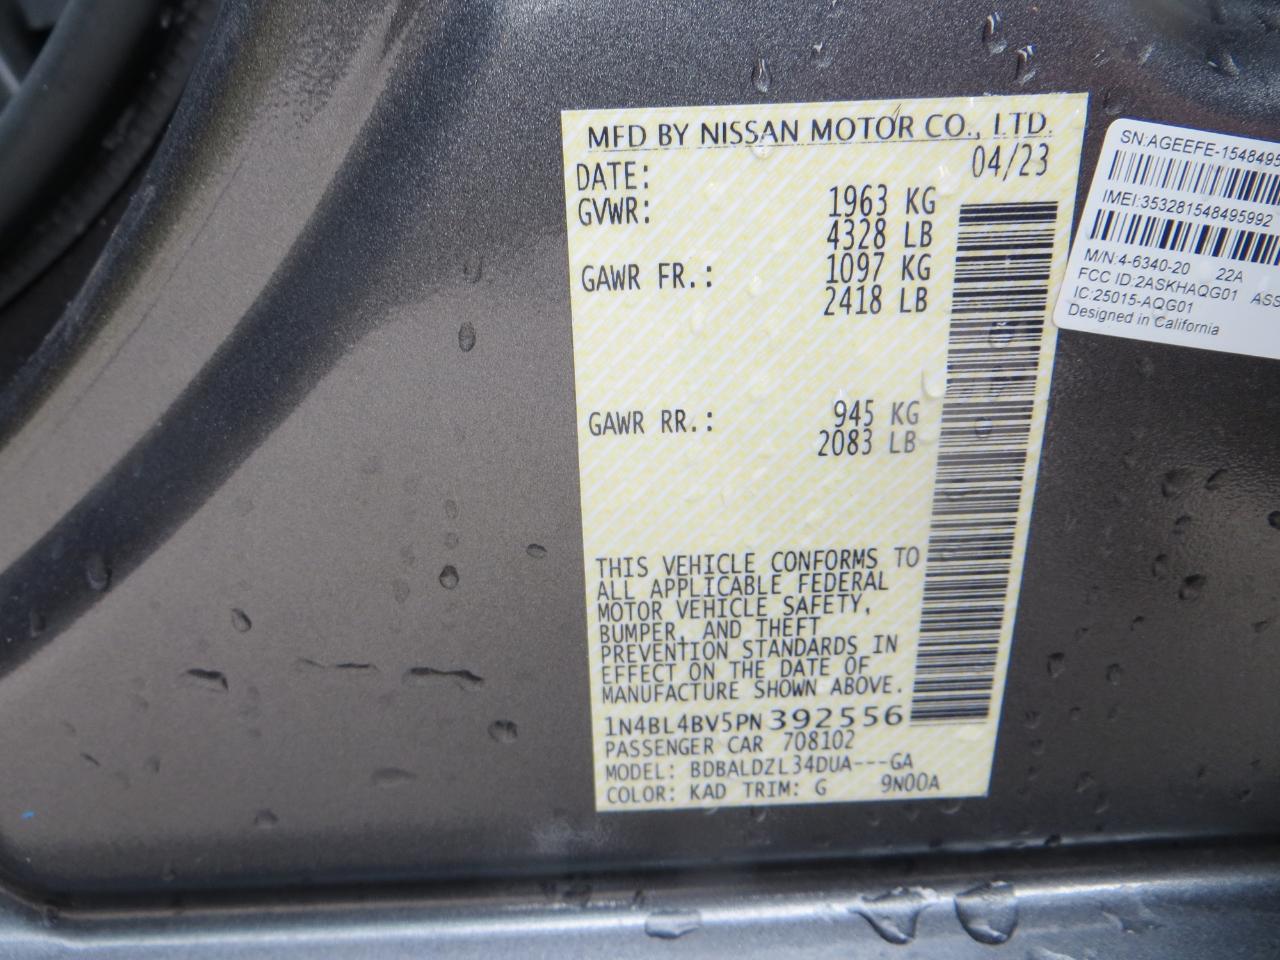 MFD BY NISSAN MOTOR CO., LTD.
DATE: 04/23
GVWR: 1963 KG
4328 LB
GAWR FR.: 1097 KG
2418 LB
GAWR RR.: 945 KG
2083 LB
THIS VEHICLE CONFORMS TO
ALL APPLICABLE FEDERAL
MOTOR VEHICLE SAFETY,
BUMPER, AND THEFT
PREVENTION STANDARDS IN
EFFECT ON THE DATE OF
MANUFACTURE SHOWN ABOVE.
1N4BL4BV5PN392556
PASSENGER CAR 708102
MODEL: BDBALDZL34DUA---GA
COLOR: KAD TRIM: G 9N00A
SN:AGEEFE-1548495
IMEI:353281548495992
M/N:4-6340-20 22A
FCC ID:2ASKHAQG01 ASS
IC:25015-AQG01
Designed in California